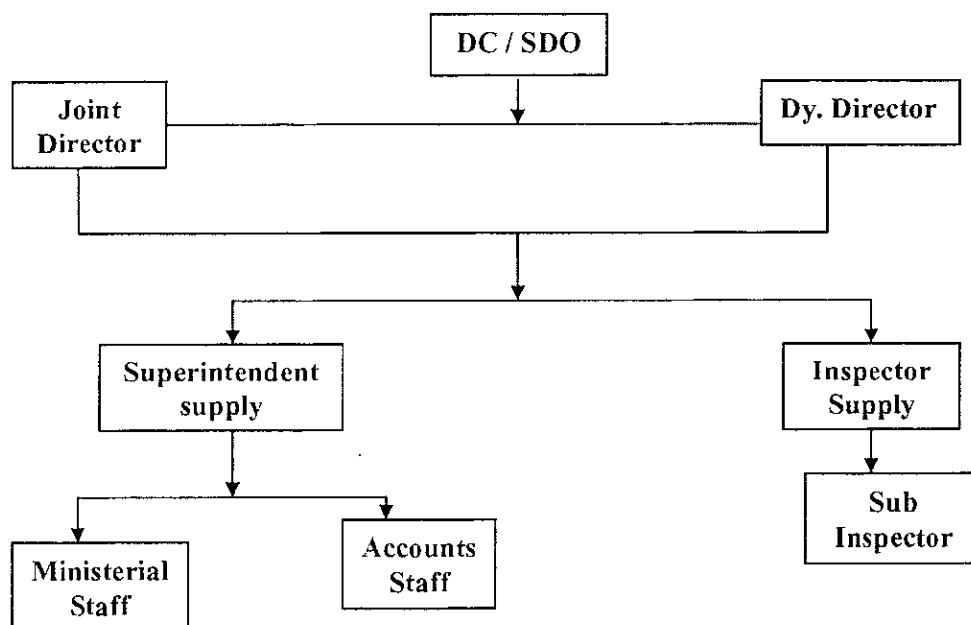 DC / SDO
Joint
Director
Dy. Director
Superintendent
supply
Inspector
Supply
Ministerial
Staff
Accounts
Staff
Sub
Inspector